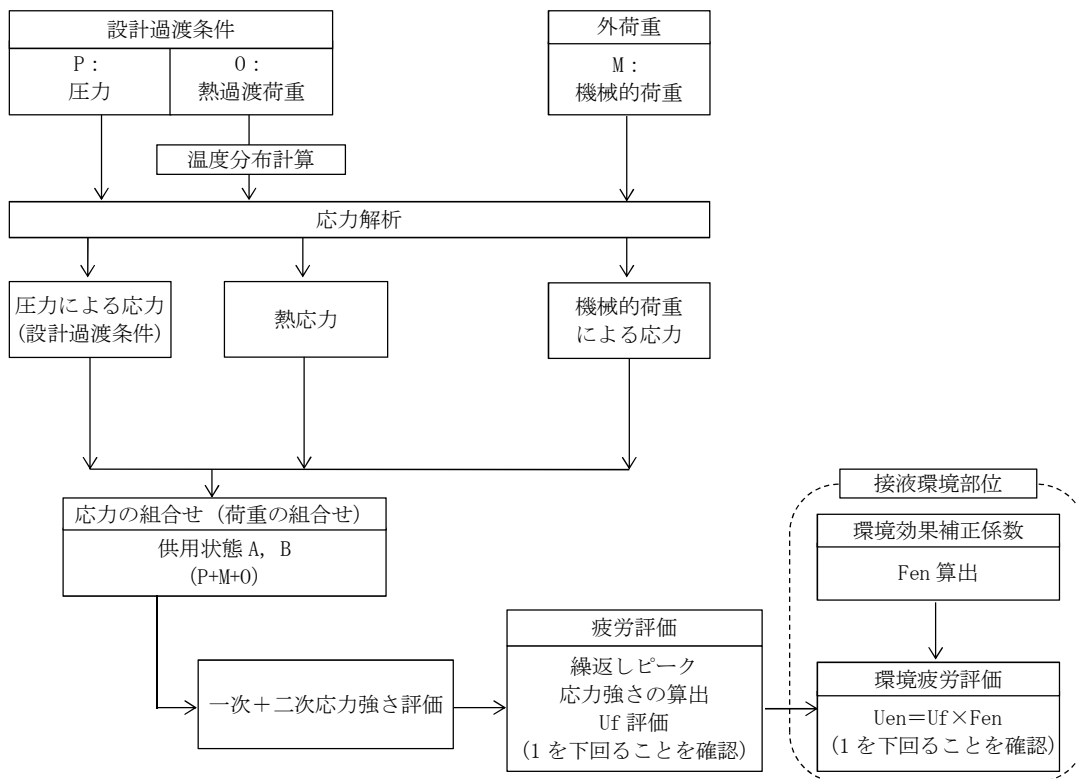 設計過渡条件
P：
圧力
O：
熱過渡荷重
外荷重
M：
機械的荷重
温度分布計算
応力解析
圧力による応力
(設計過渡条件)
熱応力
機械的荷重
による応力
応力の組合せ（荷重の組合せ）
供用状態 A, B
(P+M+O)
一次＋二次応力強さ評価
疲労評価
繰返しピーク
応力強さの算出
Uf 評価
（1 を下回ることを確認）
接液環境部位
環境効果補正係数
Fen 算出
環境疲労評価
Uen＝Uf×Fen
（1 を下回ることを確認）